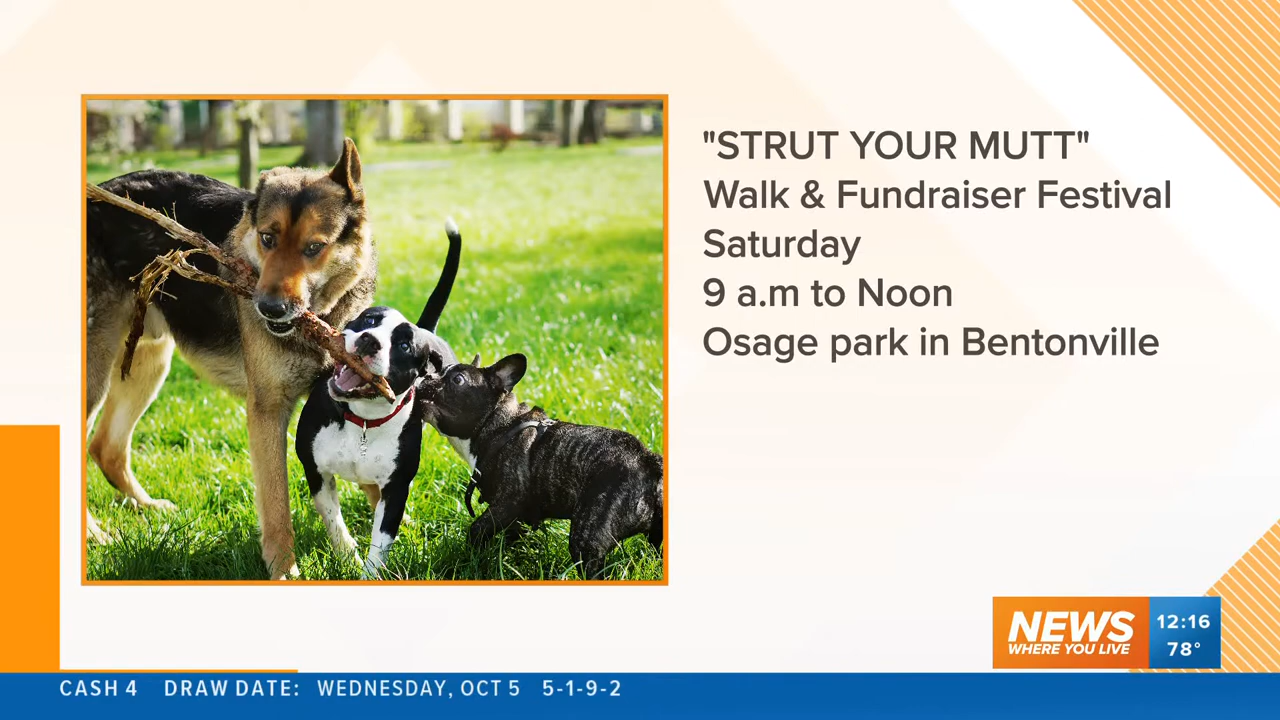 "STRUT YOUR MUTT"
Walk & Fundraiser Festival
Saturday
9 a.m to Noon
Osage park in Bentonville
NEWS
WHERE YOU LIVE
12:16
78°
CASH 4 DRAW DATE: WEDNESDAY, OCT 5 5-1-9-2